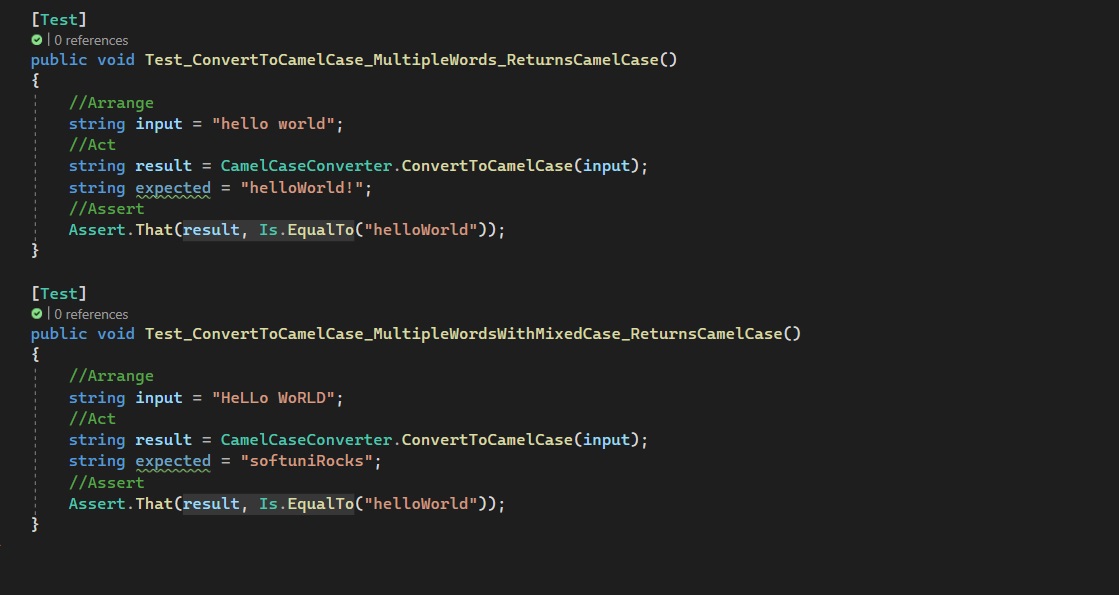 [Test]
| 0 references
public void Test_ConvertToCamelCase_MultipleWords_ReturnsCamelCase()
{
//Arrange
string input = "hello world";
//Act
string result = CamelCaseConverter.ConvertToCamelCase(input);
string expected = "helloWorld!";
//Assert
Assert.That(result, Is.EqualTo("helloWorld"));
}
[Test]
| 0 references
public void Test_ConvertToCamelCase_MultipleWordsWithMixedCase_ReturnsCamelCase()
{
//Arrange
string input = "HeLLo WoRLD";
//Act
string result = CamelCaseConverter.ConvertToCamelCase(input);
string expected = "softuniRocks";
//Assert
Assert.That(result, Is.EqualTo("helloWorld"));
}